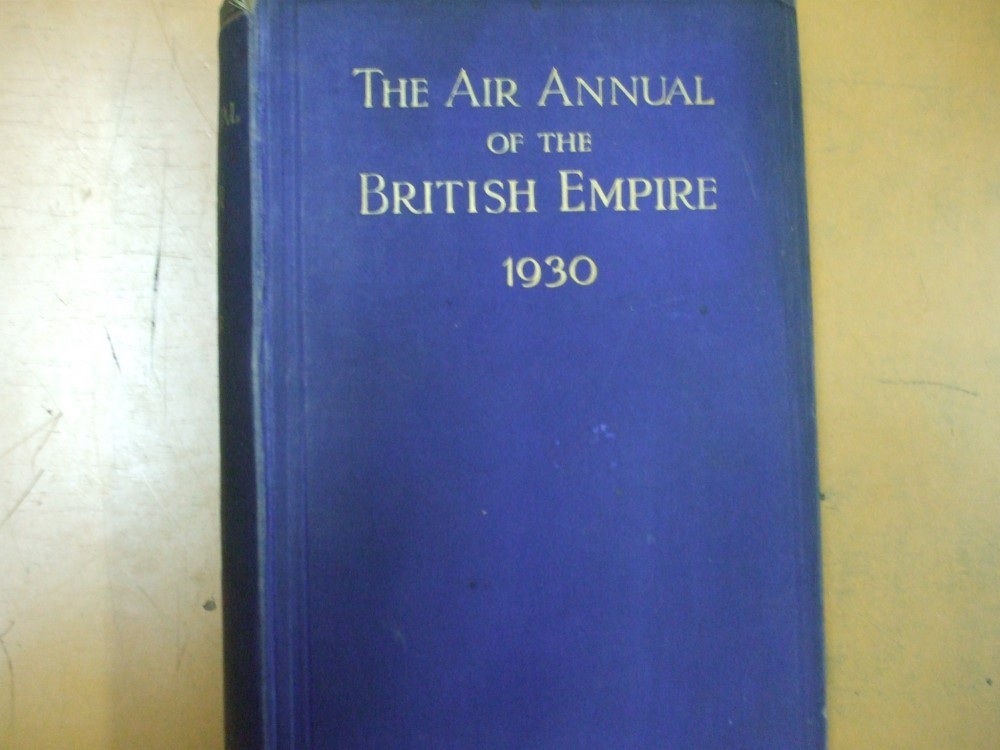 THE AIR ANNUAL
OF THE
BRITISH EMPIRE
1930